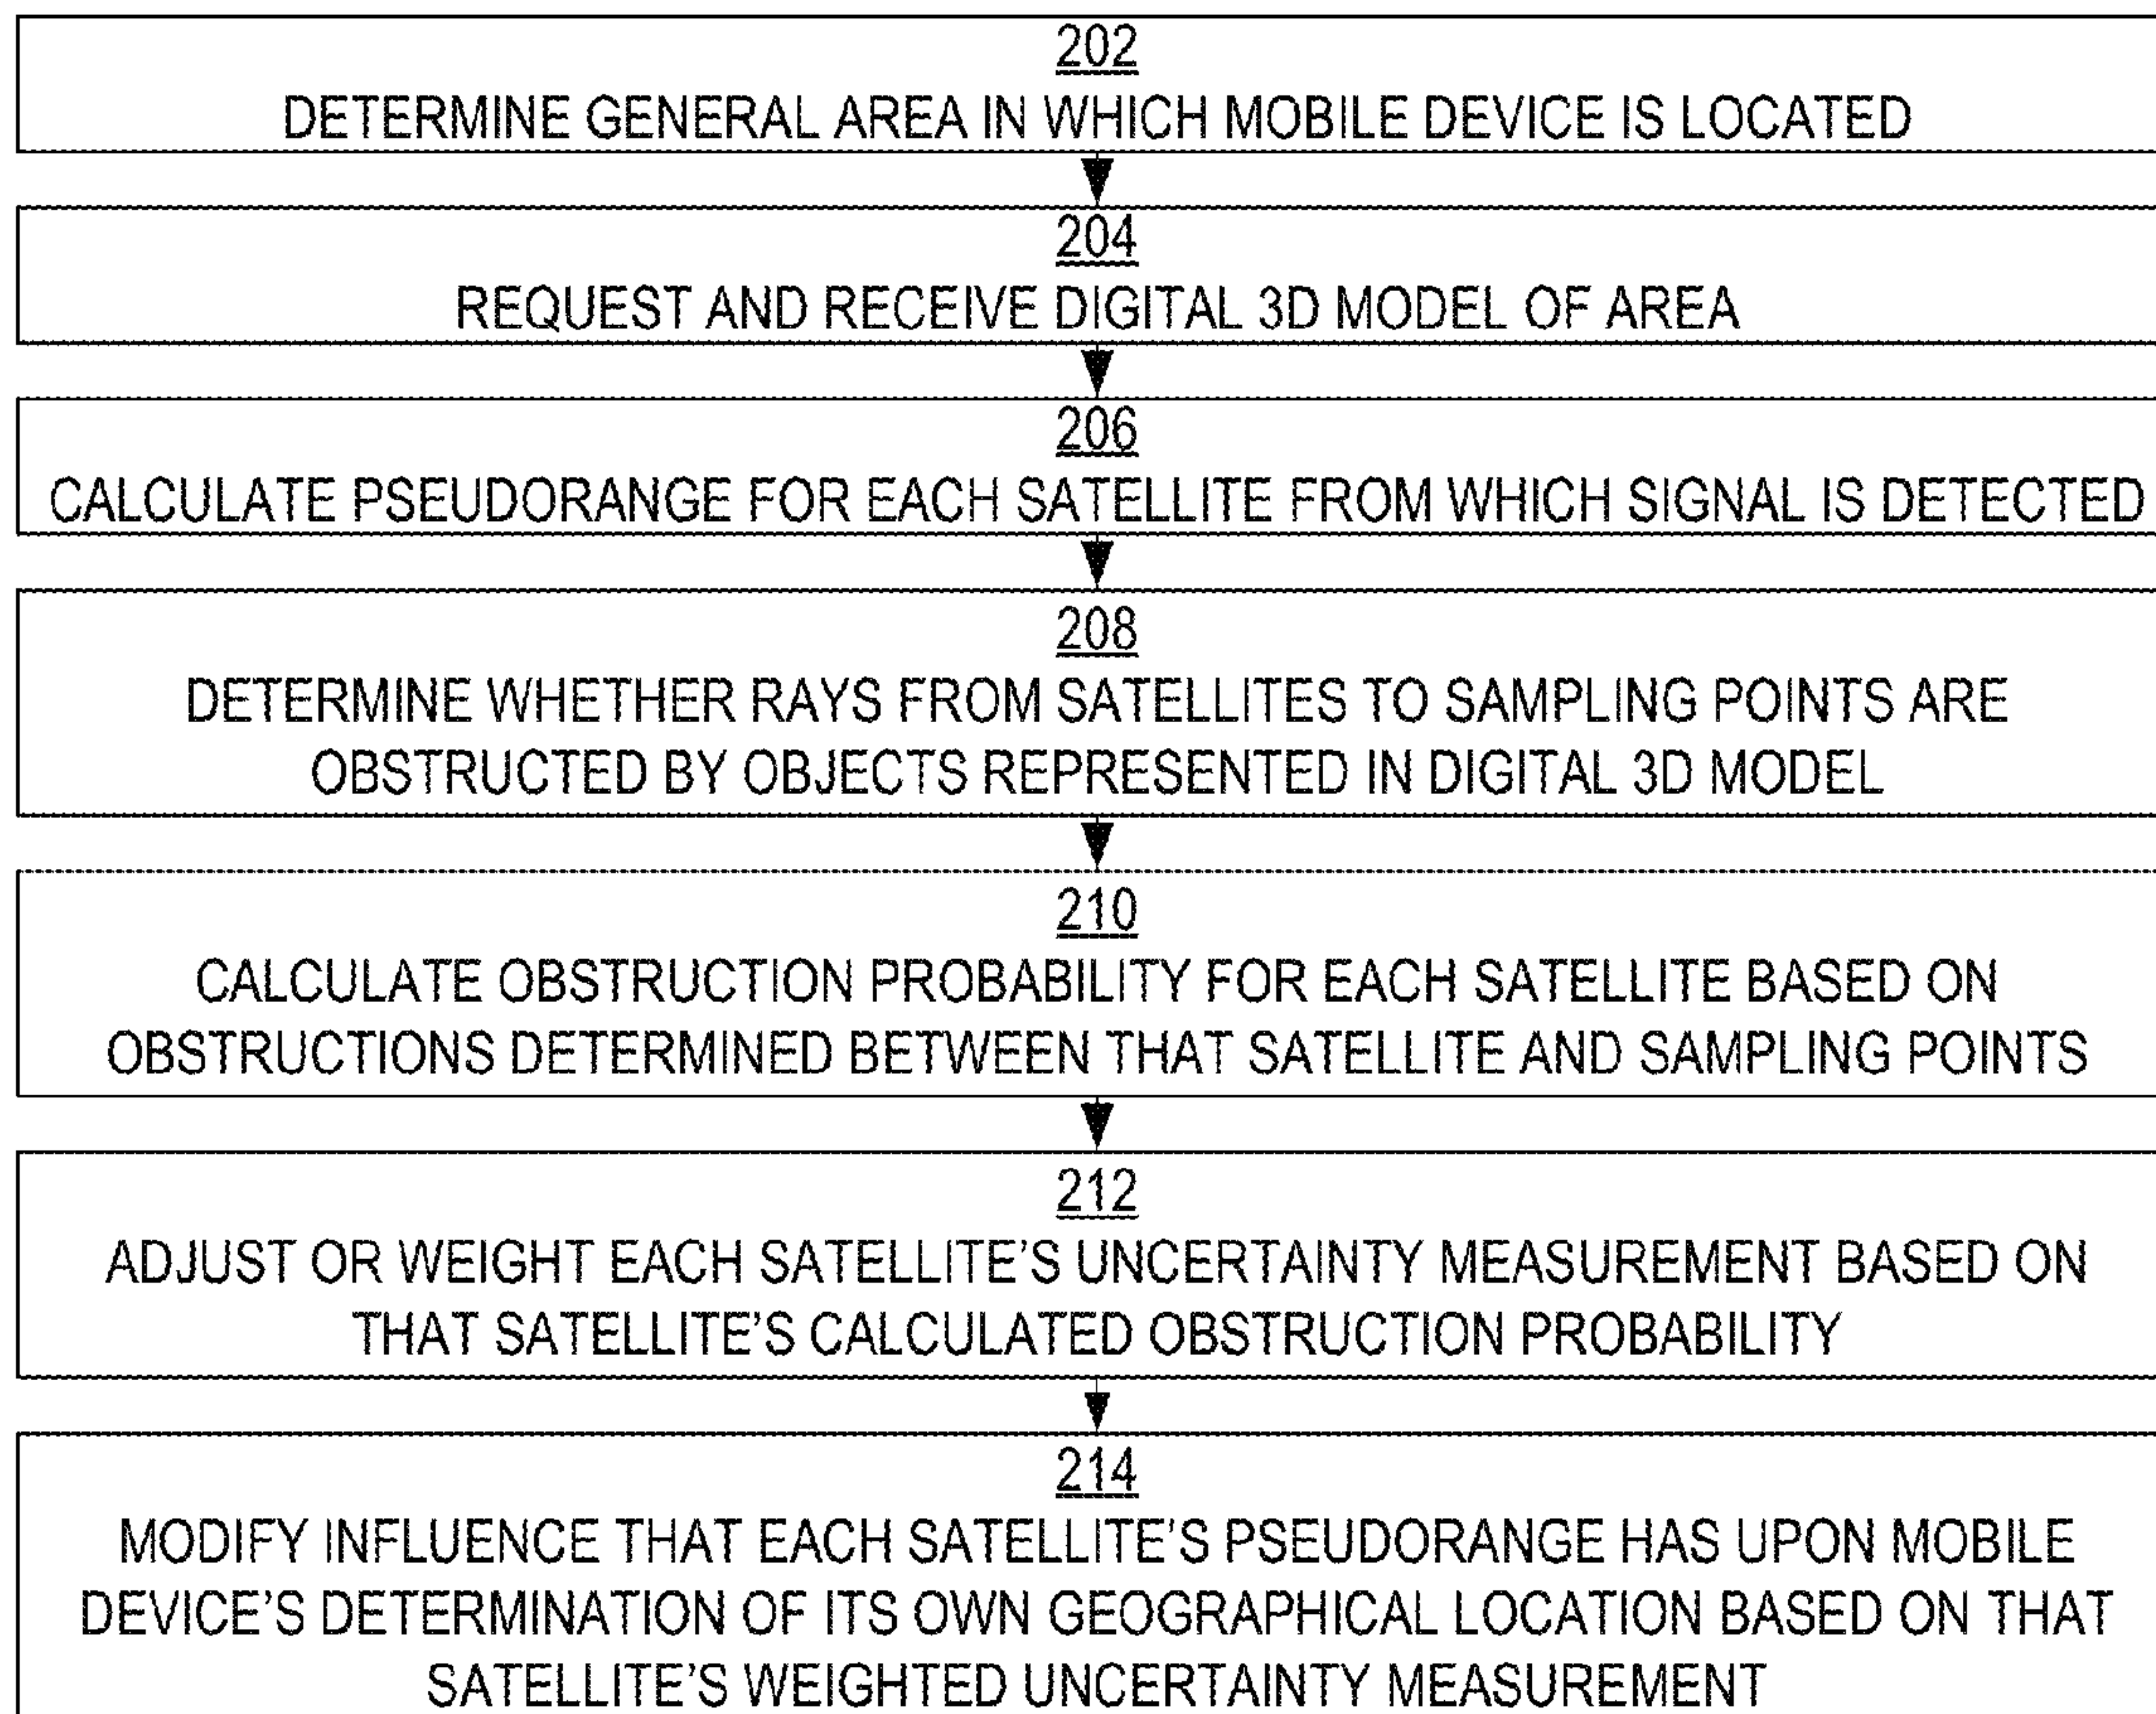 202
DETERMINE GENERAL AREA IN WHICH MOBILE DEVICE IS LOCATED
204
REQUEST AND RECEIVE DIGITAL 3D MODEL OF AREA
206
CALCULATE PSEUDORANGE FOR EACH SATELLITE FROM WHICH SIGNAL IS DETECTED
208
DETERMINE WHETHER RAYS FROM SATELLITES TO SAMPLING POINTS ARE
OBSTRUCTED BY OBJECTS REPRESENTED IN DIGITAL 3D MODEL
210
CALCULATE OBSTRUCTION PROBABILITY FOR EACH SATELLITE BASED ON
OBSTRUCTIONS DETERMINED BETWEEN THAT SATELLITE AND SAMPLING POINTS
212
ADJUST OR WEIGHT EACH SATELLITE'S UNCERTAINTY MEASUREMENT BASED ON
THAT SATELLITE'S CALCULATED OBSTRUCTION PROBABILITY
214
MODIFY INFLUENCE THAT EACH SATELLITE'S PSEUDORANGE HAS UPON MOBILE
DEVICE'S DETERMINATION OF ITS OWN GEOGRAPHICAL LOCATION BASED ON THAT
SATELLITE'S WEIGHTED UNCERTAINTY MEASUREMENT